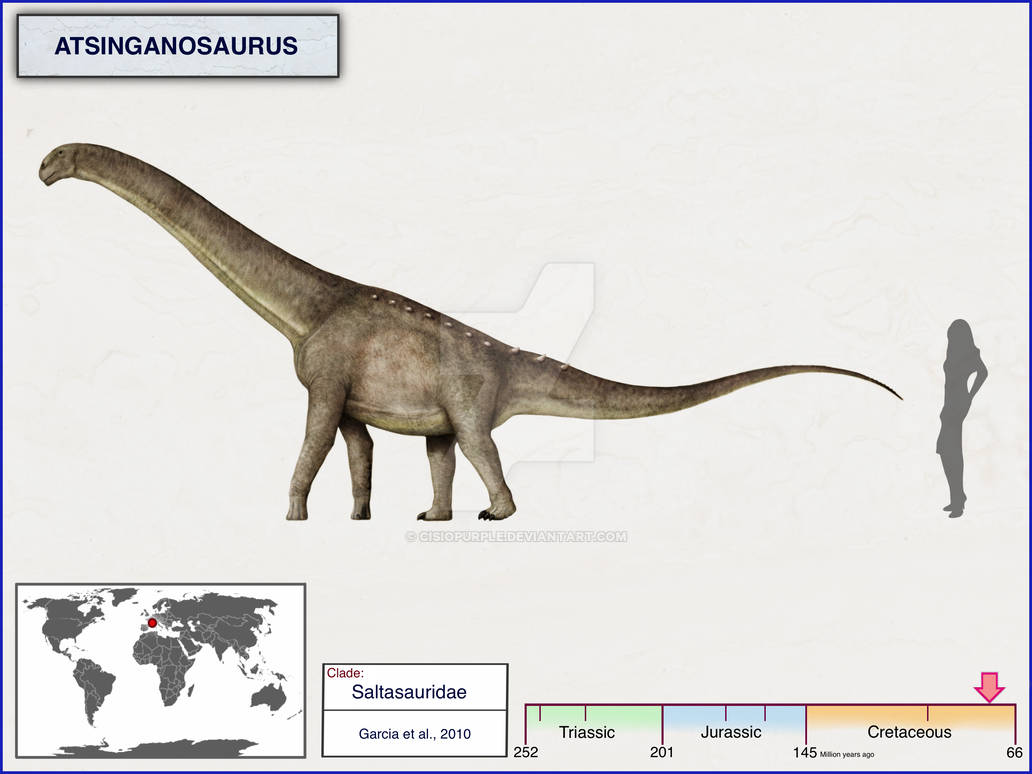 ATSINGANOSAURUS
© CISIOPURPLE.DEVIANTART.COM
Clade:
Saltasauridae
Garcia et al., 2010
Triassic Jurassic Cretaceous
252 201 145 Million years ago 66